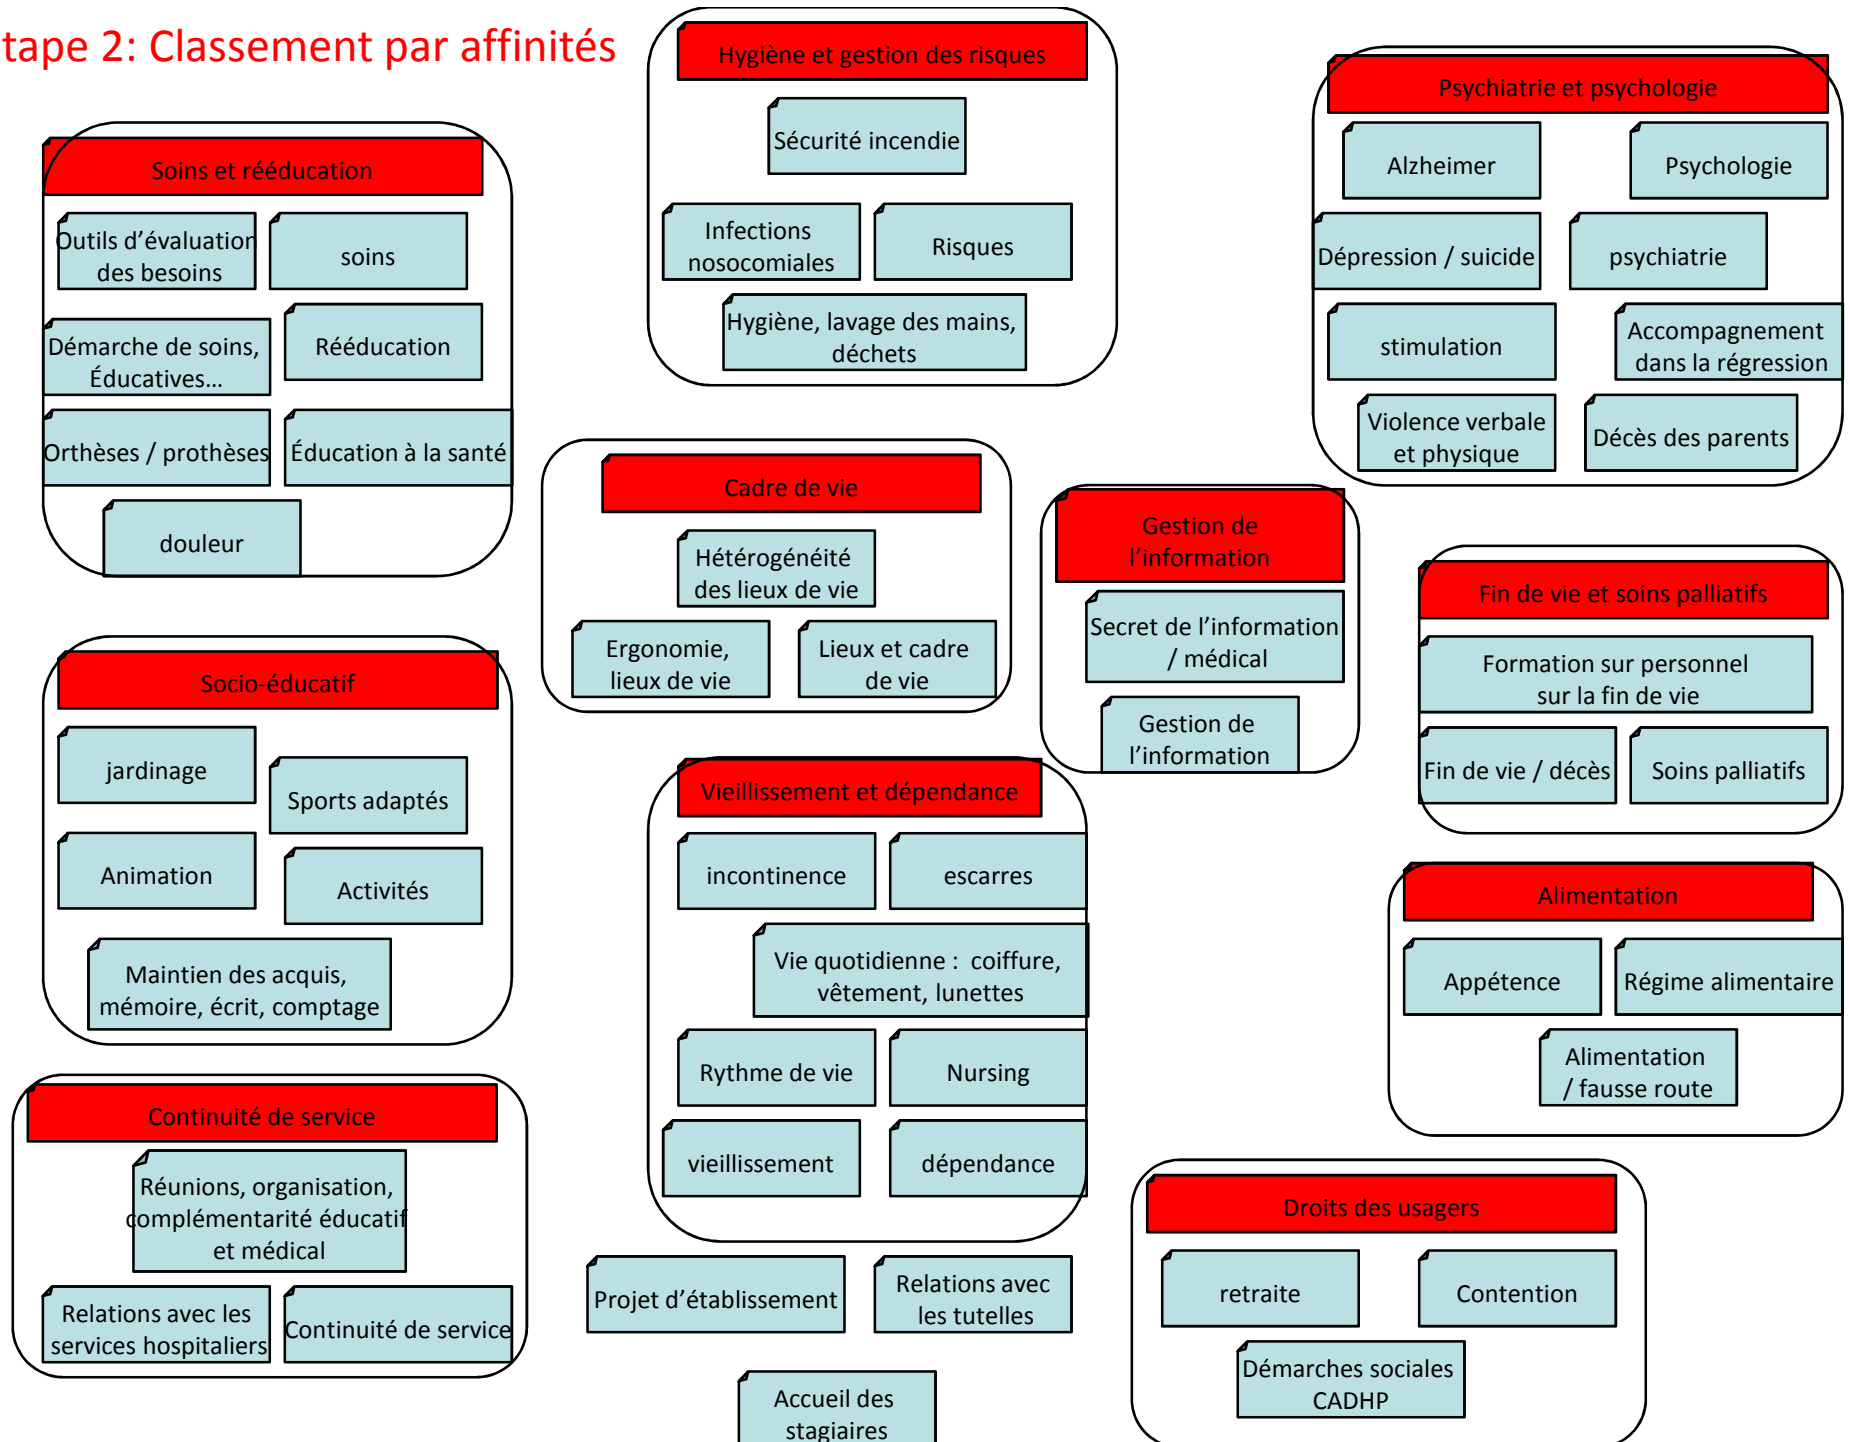 tape 2: Classement par affinités
Hygiène et gestion des risques
Sécurité incendie
Infections
nosocomiales
Risques
Hygiène, lavage des mains,
déchets
Psychiatrie et psychologie
Alzheimer
Psychologie
Dépression / suicide
psychiatrie
stimulation
Accompagnement
dans la régression
Violence verbale
et physique
Décès des parents
Soins et rééducation
Outils d’évaluation
des besoins
soins
Démarche de soins,
Éducatives...
Rééducation
Orthèses / prothèses
Éducation à la santé
douleur
Cadre de vie
Hétérogénéité
des lieux de vie
Ergonomie,
lieux de vie
Lieux et cadre
de vie
Gestion de
l’information
Secret de l’information
/ médical
Gestion de
l’information
Fin de vie et soins palliatifs
Formation sur personnel
sur la fin de vie
Fin de vie / décès
Soins palliatifs
Socio-éducatif
jardinage
Sports adaptés
Animation
Activités
Maintien des acquis,
mémoire, écrit, comptage
Vieillissement et dépendance
incontinence
escarres
Vie quotidienne : coiffure,
vêtement, lunettes
Rythme de vie
Nursing
vieillissement
dépendance
Alimentation
Appétence
Régime alimentaire
Alimentation
/ fausse route
Continuité de service
Réunions, organisation,
complémentarité éducatif
et médical
Relations avec les
services hospitaliers
Continuité de service
Projet d’établissement
Relations avec
les tutelles
Accueil des
stagiaires
Droits des usagers
retraite
Contention
Démarches sociales
CADHP